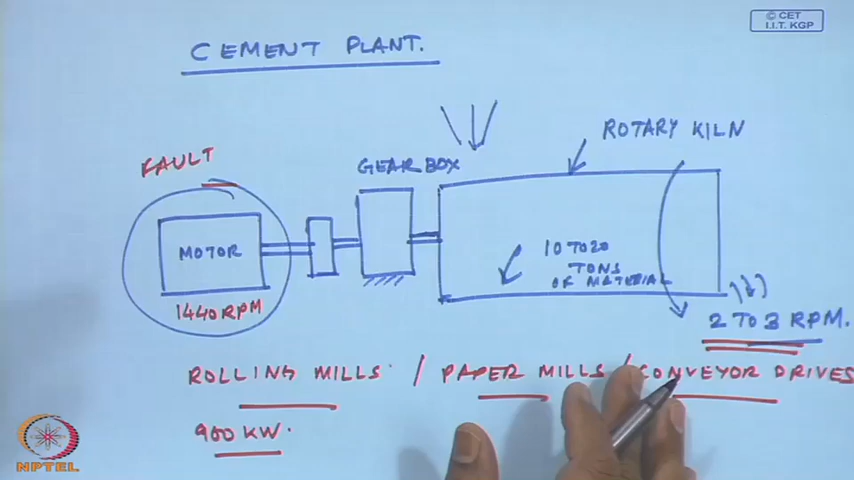 © CET
I.I.T. KGP
CEMENT PLANT.
ROTARY KILN
FAULT
GEAR BOX
MOTOR
10 TO 20
TONS
OF MATERIAL
1440 RPM
2 TO 3 RPM.
ROLLING MILLS / PAPER MILLS / CONVEYOR DRIVES
900 KW.
NPTEL